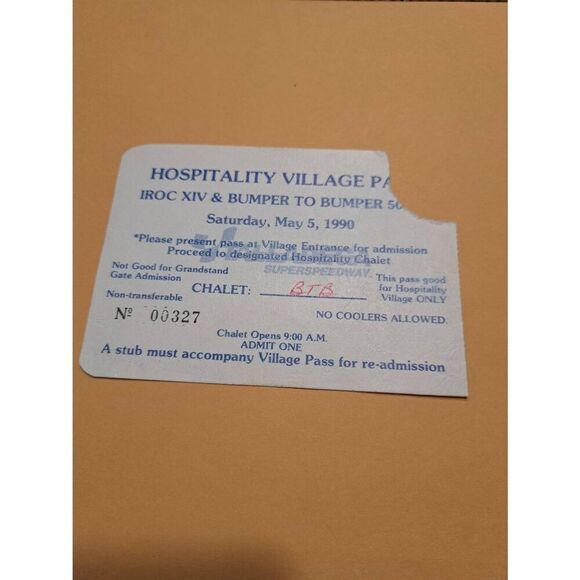 HOSPITALITY VILLAGE PA
IROC XIV & BUMPER TO BUMPER 50
Saturday, May 5, 1990
*Please present pass at Village Entrance for admission
Proceed to designated Hospitality Chalet
SUPERSPEEDWAY
Not Good for Grandstand
Gate Admission
CHALET: BTB
This pass good
for Hospitality
Village ONLY
Non-transferable
Nº 00327
NO COOLERS ALLOWED.
Chalet Opens 9:00 A.M.
ADMIT ONE
A stub must accompany Village Pass for re-admission